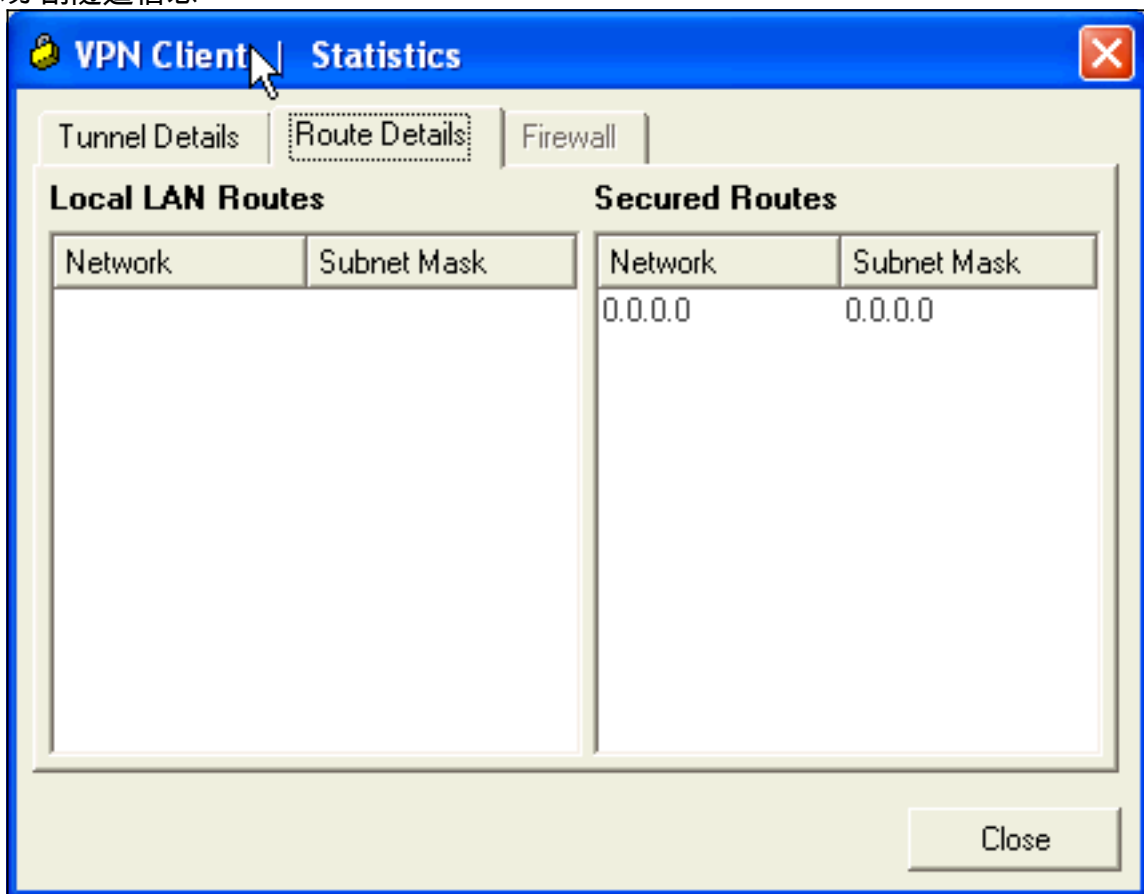 VPN Client | Statistics
Tunnel Details Route Details Firewall
Local LAN Routes Secured Routes
Network Subnet Mask Network Subnet Mask
0.0.0.0 0.0.0.0
Close